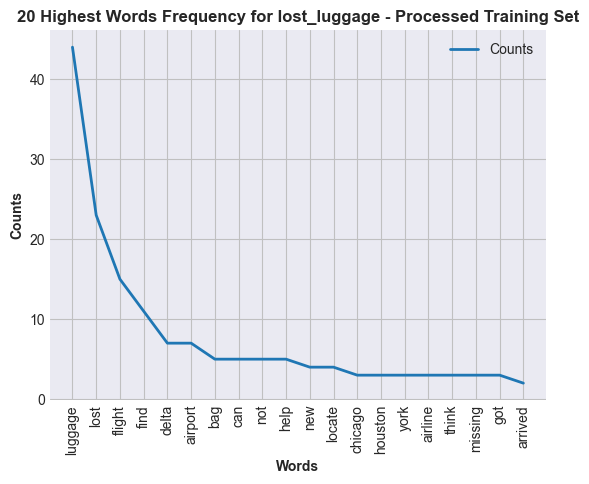 20 Highest Words Frequency for lost_luggage - Processed Training Set
Counts
40
30
20
10
0
Counts
luggage
lost
flight
find
delta
airport
bag
can
not
help
new
locate
chicago
houston
york
airline
think
missing
got
arrived
Words